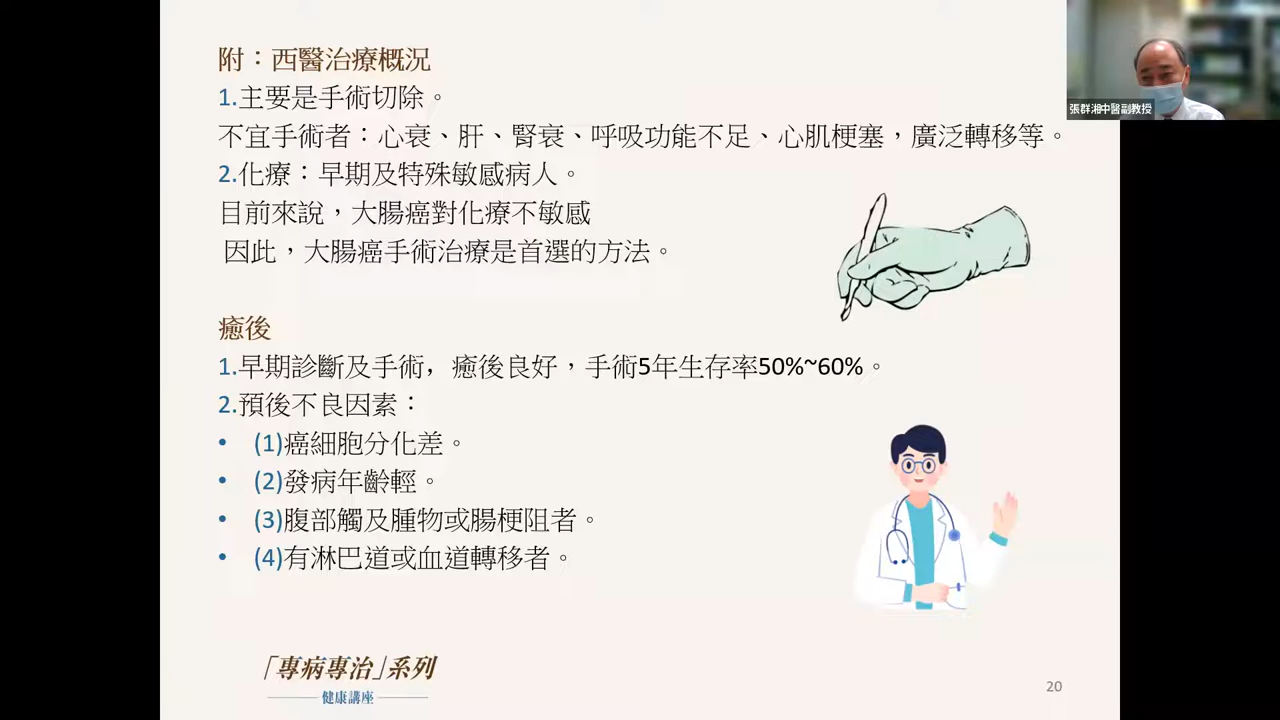 附：西醫治療概況
1.主要是手術切除。
不宜手術者：心衰、肝、腎衰、呼吸功能不足、心肌梗塞，廣泛轉移等。
2.化療：早期及特殊敏感病人。
目前來說，大腸癌對化療不敏感
因此，大腸癌手術治療是首選的方法。
癒後
1.早期診斷及手術，癒後良好，手術5年生存率50%~60%。
2.預後不良因素：
• (1)癌細胞分化差。
• (2)發病年齡輕。
• (3)腹部觸及腫物或腸梗阻者。
• (4)有淋巴道或血道轉移者。
「專病專治」系列
健康講座
20
張群湘中醫副教授